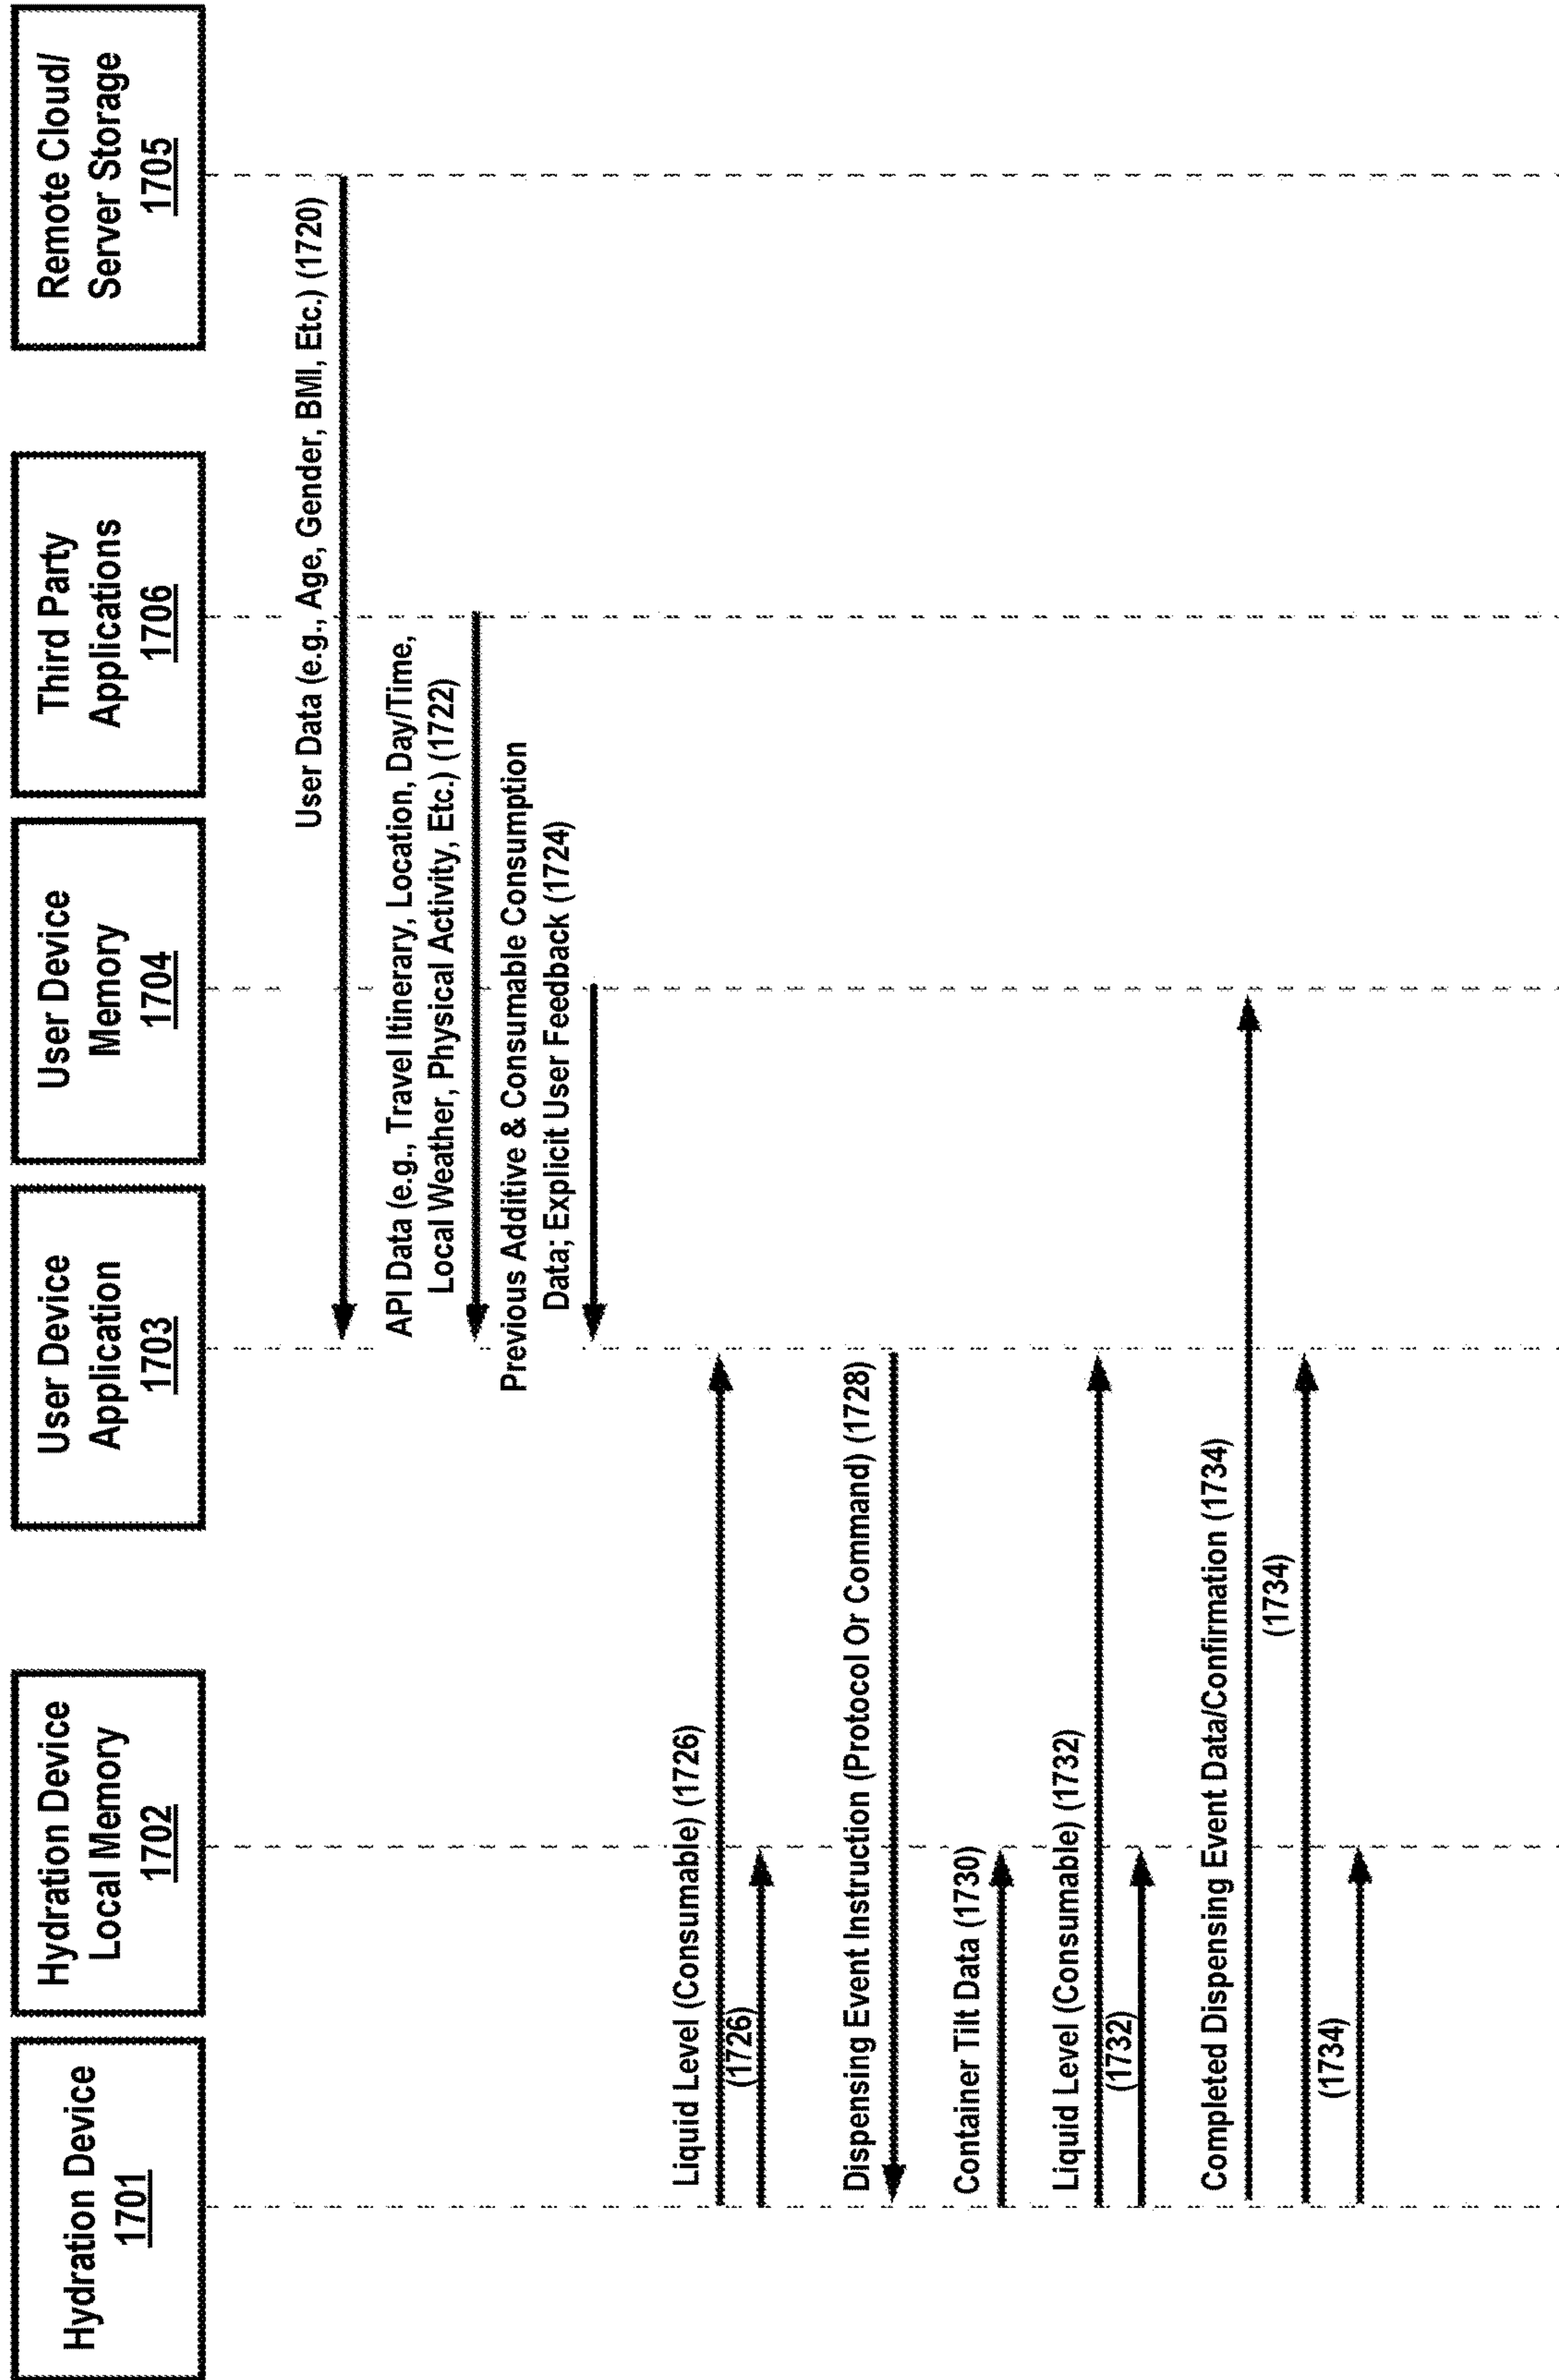 Hydration Device
1701
Hydration Device
Local Memory
1702
User Device
Application
1703
User Device
Memory
1704
Third Party
Applications
1706
Remote Cloud/
Server Storage
1705
User Data (e.g., Age, Gender, BMI, Etc.) (1720)
API Data (e.g., Travel Itinerary, Location, Day/Time,
Local Weather, Physical Activity, Etc.) (1722)
Previous Additive & Consumable Consumption
Data; Explicit User Feedback (1724)
Liquid Level (Consumable) (1726)
(1726)
Dispensing Event Instruction (Protocol Or Command) (1728)
Container Tilt Data (1730)
Liquid Level (Consumable) (1732)
(1732)
Completed Dispensing Event Data/Confirmation (1734)
(1734)
(1734)